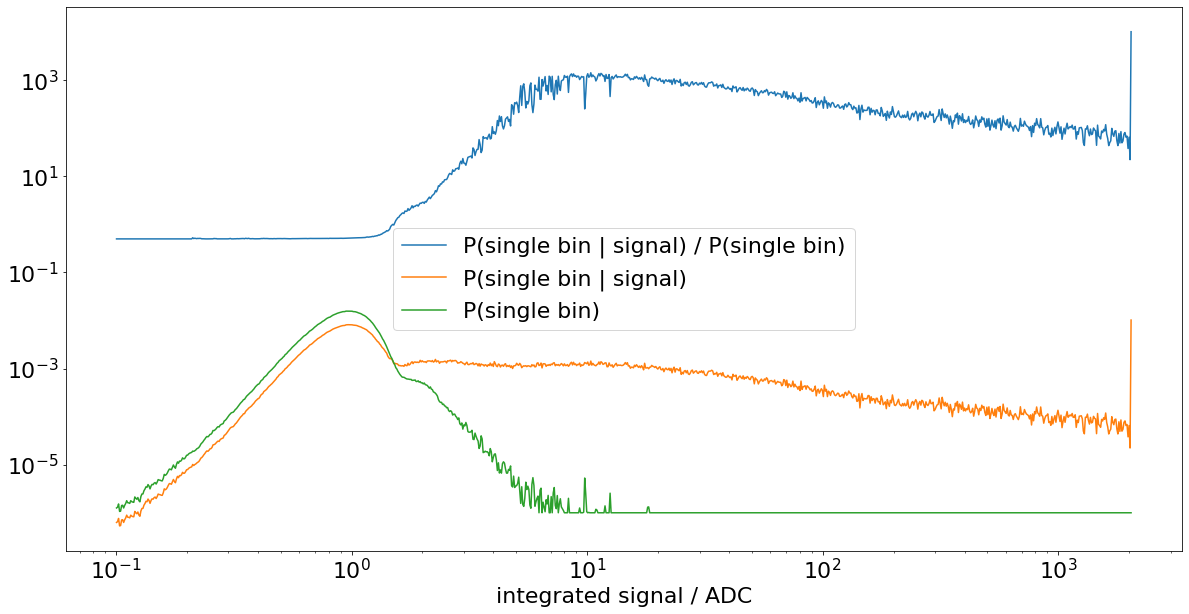 10³
10¹
10⁻¹
10⁻³
10⁻⁵
P(single bin | signal) / P(single bin)
P(single bin | signal)
P(single bin)
10⁻¹ 10⁰ 10¹ 10² 10³
integrated signal / ADC